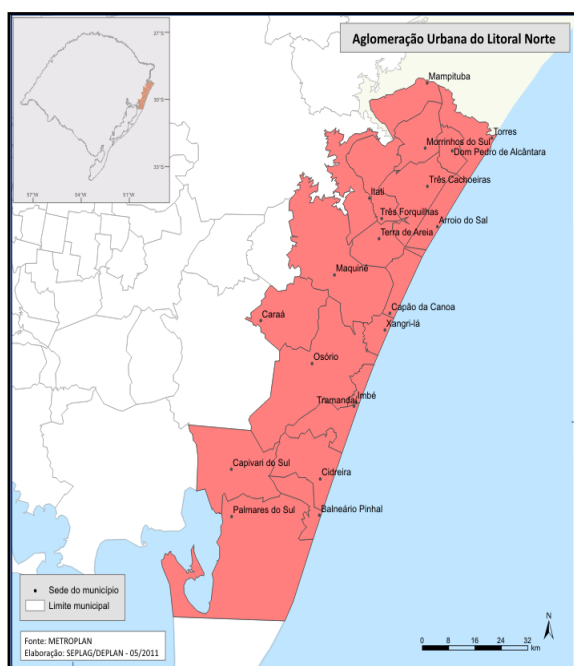 Aglomeração Urbana do Litoral Norte
27°S
30°S
33°S
57°W
54°W
51°W
Mampituba
Torres
Morrinhos do Sul
Dom Pedro de Alcântara
Três Cachoeiras
Itati
Três Forquilhas
Arroio do Sal
Terra de Areia
Maquiné
Capão da Canoa
Caraá
Xangri-lá
Osório
Imbé
Tramandaí
Capivari do Sul
Cidreira
Palmares do Sul
Balneário Pinhal
Sede do município
Limite municipal
Fonte: METROPLAN
Elaboração: SEPLAG/DEPLAN - 05/2011
N
0 8 16 24 32
km